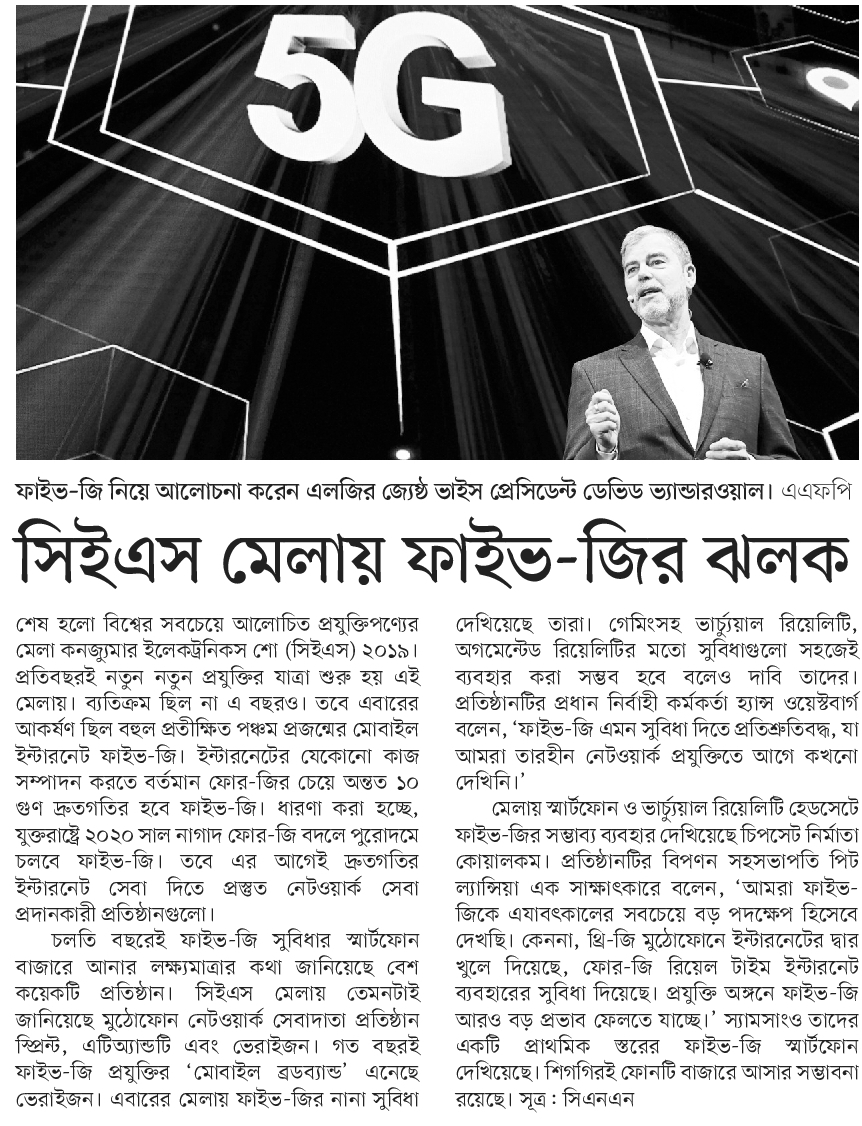 5G
ফাইভ-জি নিয়ে আলোচনা করেন এলজির জ্যেষ্ঠ ভাইস প্রেসিডেন্ট ডেভিড ভ্যান্ডারওয়াল। এএফপি
সিইএস মেলায় ফাইভ-জির ঝলক
শেষ হলো বিশ্বের সবচেয়ে আলোচিত প্রযুক্তিপণ্যের
মেলা কনজ্যুমার ইলেকট্রনিকস শো (সিইএস) ২০১৯।
প্রতিবছরই নতুন নতুন প্রযুক্তির যাত্রা শুরু হয় এই
মেলায়। ব্যতিক্রম ছিল না এ বছরও। তবে এবারের
আকর্ষণ ছিল বহুল প্রতীক্ষিত পঞ্চম প্রজন্মের মোবাইল
ইন্টারনেট ফাইভ-জি। ইন্টারনেটের যেকোনো কাজ
সম্পাদন করতে বর্তমান ফোর-জির চেয়ে অন্তত ১০
গুণ দ্রুতগতির হবে ফাইভ-জি। ধারণা করা হচ্ছে,
যুক্তরাষ্ট্রে ২০২০ সাল নাগাদ ফোর-জি বদলে পুরোদমে
চলবে ফাইভ-জি। তবে এর আগেই দ্রুতগতির
ইন্টারনেট সেবা দিতে প্রস্তুত নেটওয়ার্ক সেবা
প্রদানকারী প্রতিষ্ঠানগুলো।
চলতি বছরেই ফাইভ-জি সুবিধার স্মার্টফোন
বাজারে আনার লক্ষ্যমাত্রার কথা জানিয়েছে বেশ
কয়েকটি প্রতিষ্ঠান। সিইএস মেলায় তেমনটাই
জানিয়েছে মুঠোফোন নেটওয়ার্ক সেবাদাতা প্রতিষ্ঠান
স্প্রিন্ট, এটিঅ্যান্ডটি এবং ভেরাইজন। গত বছরই
ফাইভ-জি প্রযুক্তির ‘মোবাইল ব্রডব্যান্ড’ এনেছে
ভেরাইজন। এবারের মেলায় ফাইভ-জির নানা সুবিধা
দেখিয়েছে তারা। গেমিংসহ ভার্চ্যুয়াল রিয়েলিটি,
অগমেন্টেড রিয়েলিটির মতো সুবিধাগুলো সহজেই
ব্যবহার করা সম্ভব হবে বলেও দাবি তাদের।
প্রতিষ্ঠানটির প্রধান নির্বাহী কর্মকর্তা হ্যান্স ওয়েস্টবার্গ
বলেন, ‘ফাইভ-জি এমন সুবিধা দিতে প্রতিশ্রুতিবদ্ধ, যা
আমরা তারহীন নেটওয়ার্ক প্রযুক্তিতে আগে কখনো
দেখিনি।’
মেলায় স্মার্টফোন ও ভার্চ্যুয়াল রিয়েলিটি হেডসেটে
ফাইভ-জির সম্ভাব্য ব্যবহার দেখিয়েছে চিপসেট নির্মাতা
কোয়ালকম। প্রতিষ্ঠানটির বিপণন সহসভাপতি পিট
ল্যান্সিয়া এক সাক্ষাৎকারে বলেন, ‘আমরা ফাইভ-
জিকে এযাবৎকালের সবচেয়ে বড় পদক্ষেপ হিসেবে
দেখছি। কেননা, থ্রি-জি মুঠোফোনে ইন্টারনেটের দ্বার
খুলে দিয়েছে, ফোর-জি রিয়েল টাইম ইন্টারনেট
ব্যবহারের সুবিধা দিয়েছে। প্রযুক্তি অঙ্গনে ফাইভ-জি
আরও বড় প্রভাব ফেলতে যাচ্ছে।’ স্যামসাংও তাদের
একটি প্রাথমিক স্তরের ফাইভ-জি স্মার্টফোন
দেখিয়েছে। শিগগিরই ফোনটি বাজারে আসার সম্ভাবনা
রয়েছে। সূত্র : সিএনএন